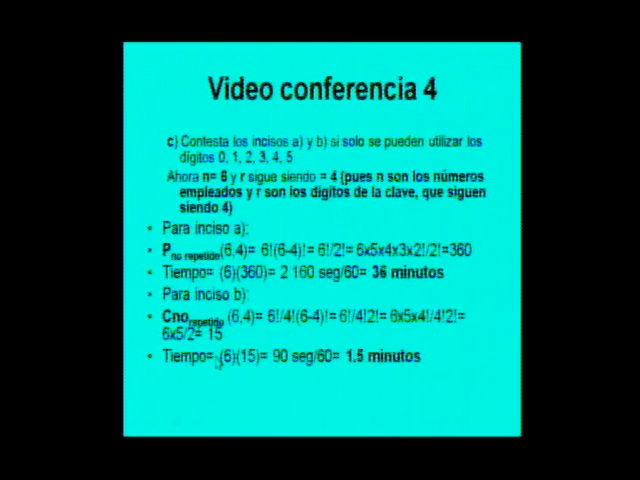 Video conferencia 4
c) Contesta los incisos a) y b) si solo se pueden utilizar los
dígitos 0, 1, 2, 3, 4, 5
Ahora n= 6 y r sigue siendo = 4 (pues n son los números
empleados y r son los dígitos de la clave, que siguen
siendo 4)
• Para inciso a):
• Pno repetido(6,4)= 6!(6-4)!= 6!/2!= 6x5x4x3x2!/2!=360
• Tiempo= (6)(360)= 2 160 seg/60= 36 minutos
• Para inciso b):
• Cnorepetido (6,4)= 6!/4!(6-4)!= 6!/4!2!= 6x5x4!/4!2!=
6x5/2= 15
• Tiempo= (6)(15)= 90 seg/60= 1.5 minutos